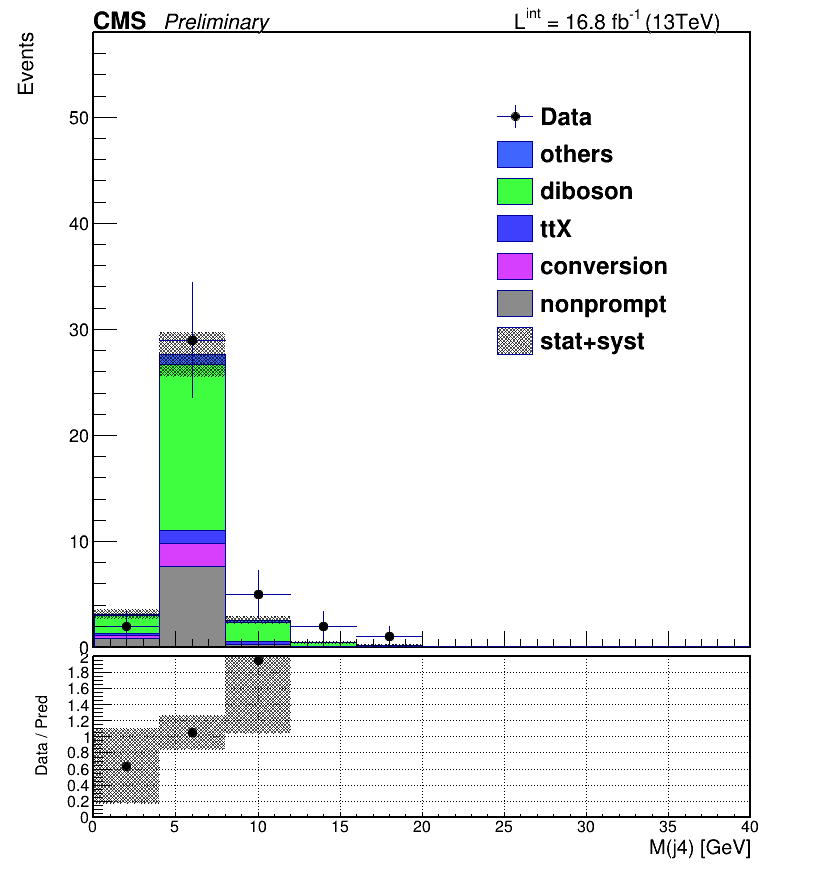 CMS Preliminary
L^int = 16.8 fb^-1 (13TeV)
Events
50
40
30
20
10
0
Data
others
diboson
ttX
conversion
nonprompt
stat+syst
Data / Pred
2
1.8
1.6
1.4
1.2
1
0.8
0.6
0.4
0.2
0
0 5 10 15 20 25 30 35 40
M(j4) [GeV]